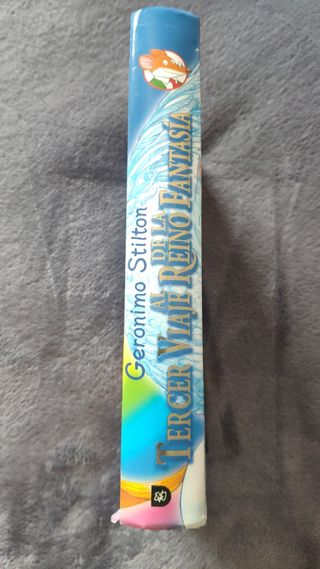 Geronimo Stilton
TERCER VIAJE AL REINO DE LA FANTASÍA